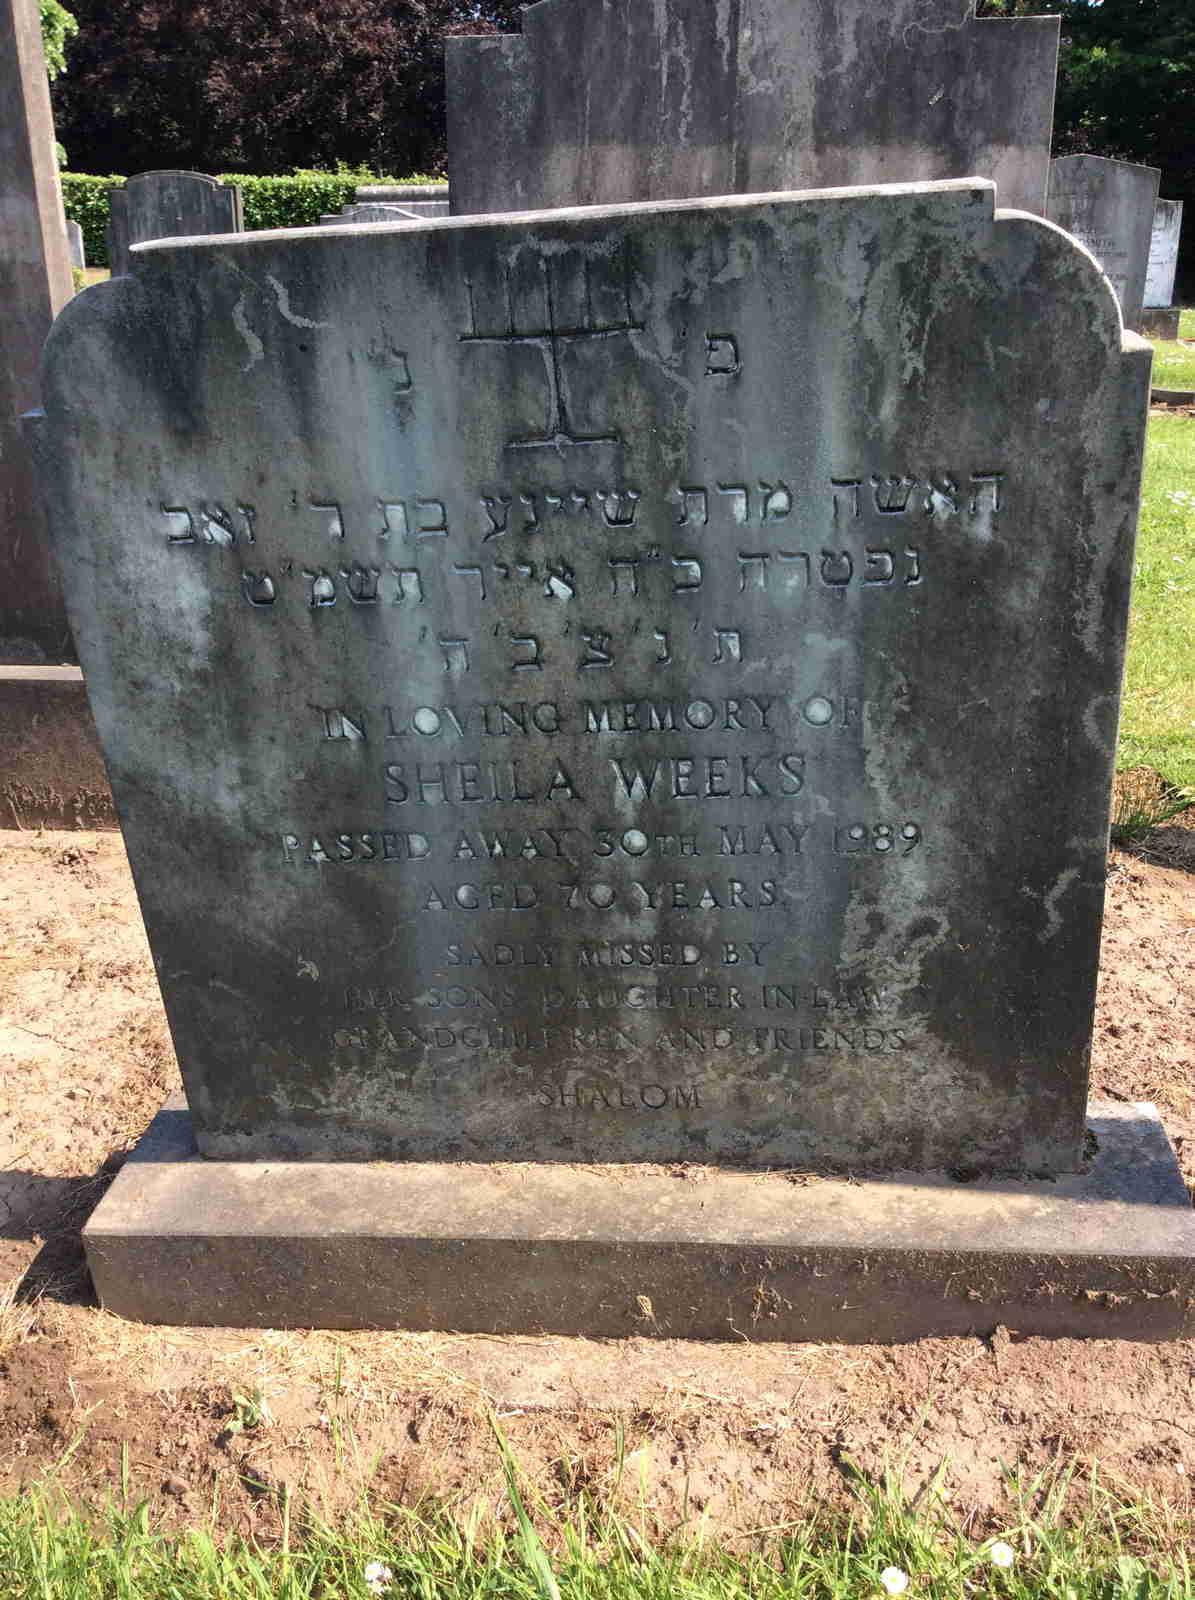 פ' נ'
האשה מרת שיינע בת ר' זאב
נפטרה כ"ח אייר תשמ"ט
ת' נ' צ' ב' ה'
IN LOVING MEMORY OF
SHEILA WEEKS
PASSED AWAY 30TH MAY 1989
AGED 70 YEARS.
SADLY MISSED BY
HER SONS, DAUGHTER-IN-LAW,
GRANDCHILDREN AND FRIENDS.
SHALOM